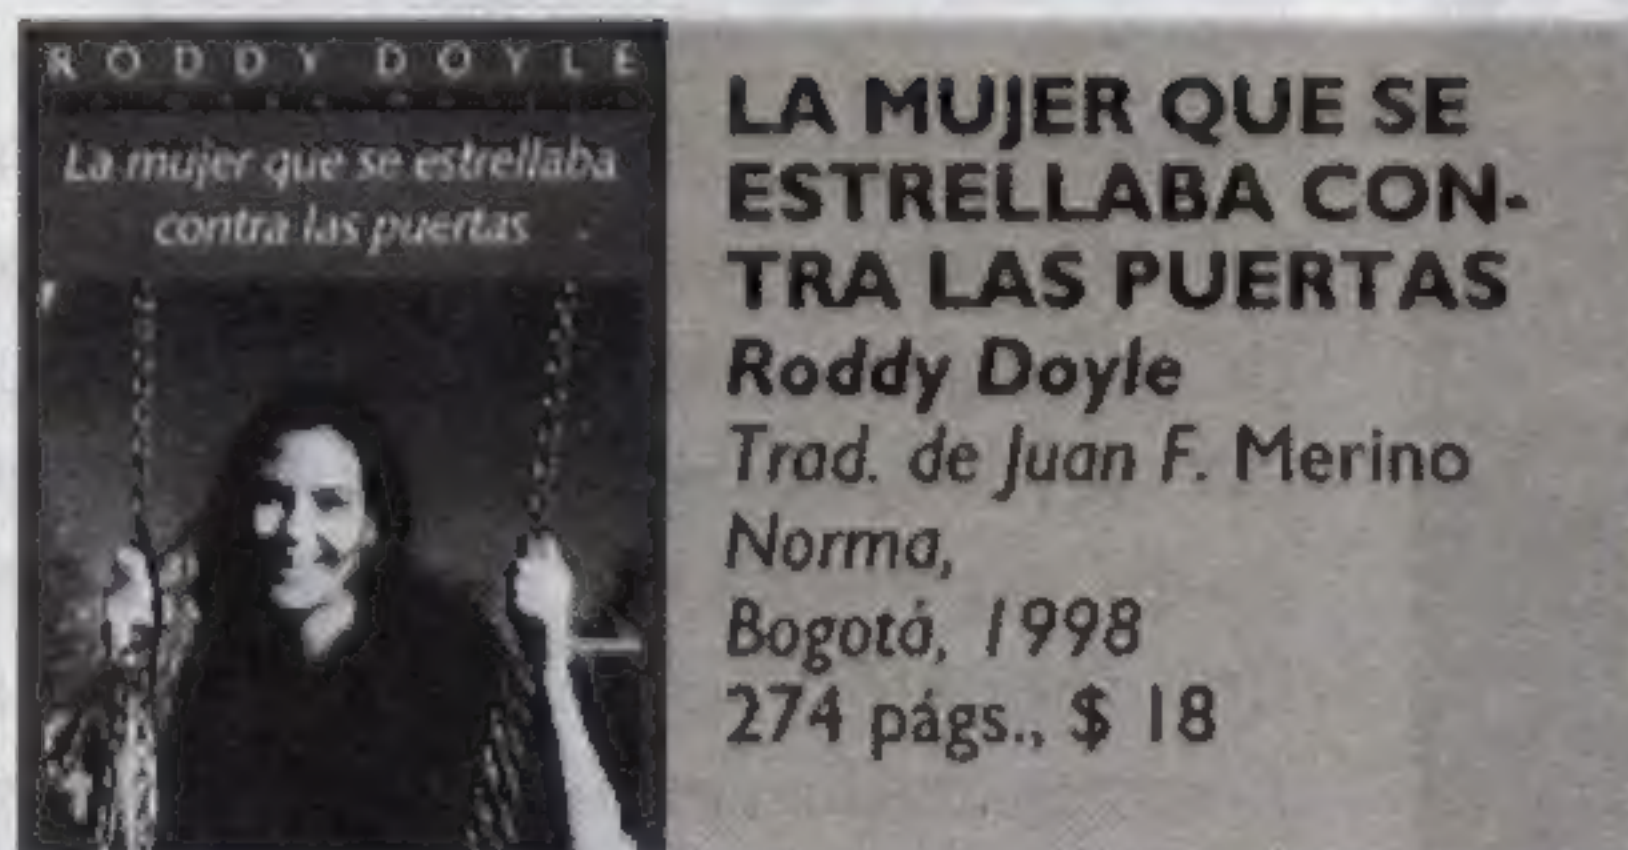 RODDY DOYLE
La mujer que se estrellaba
contra las puertas
LA MUJER QUE SE
ESTRELLABA CON-
TRA LAS PUERTAS
Roddy Doyle
Trad. de Juan F. Merino
Norma,
Bogotá, 1998
274 págs., $ 18